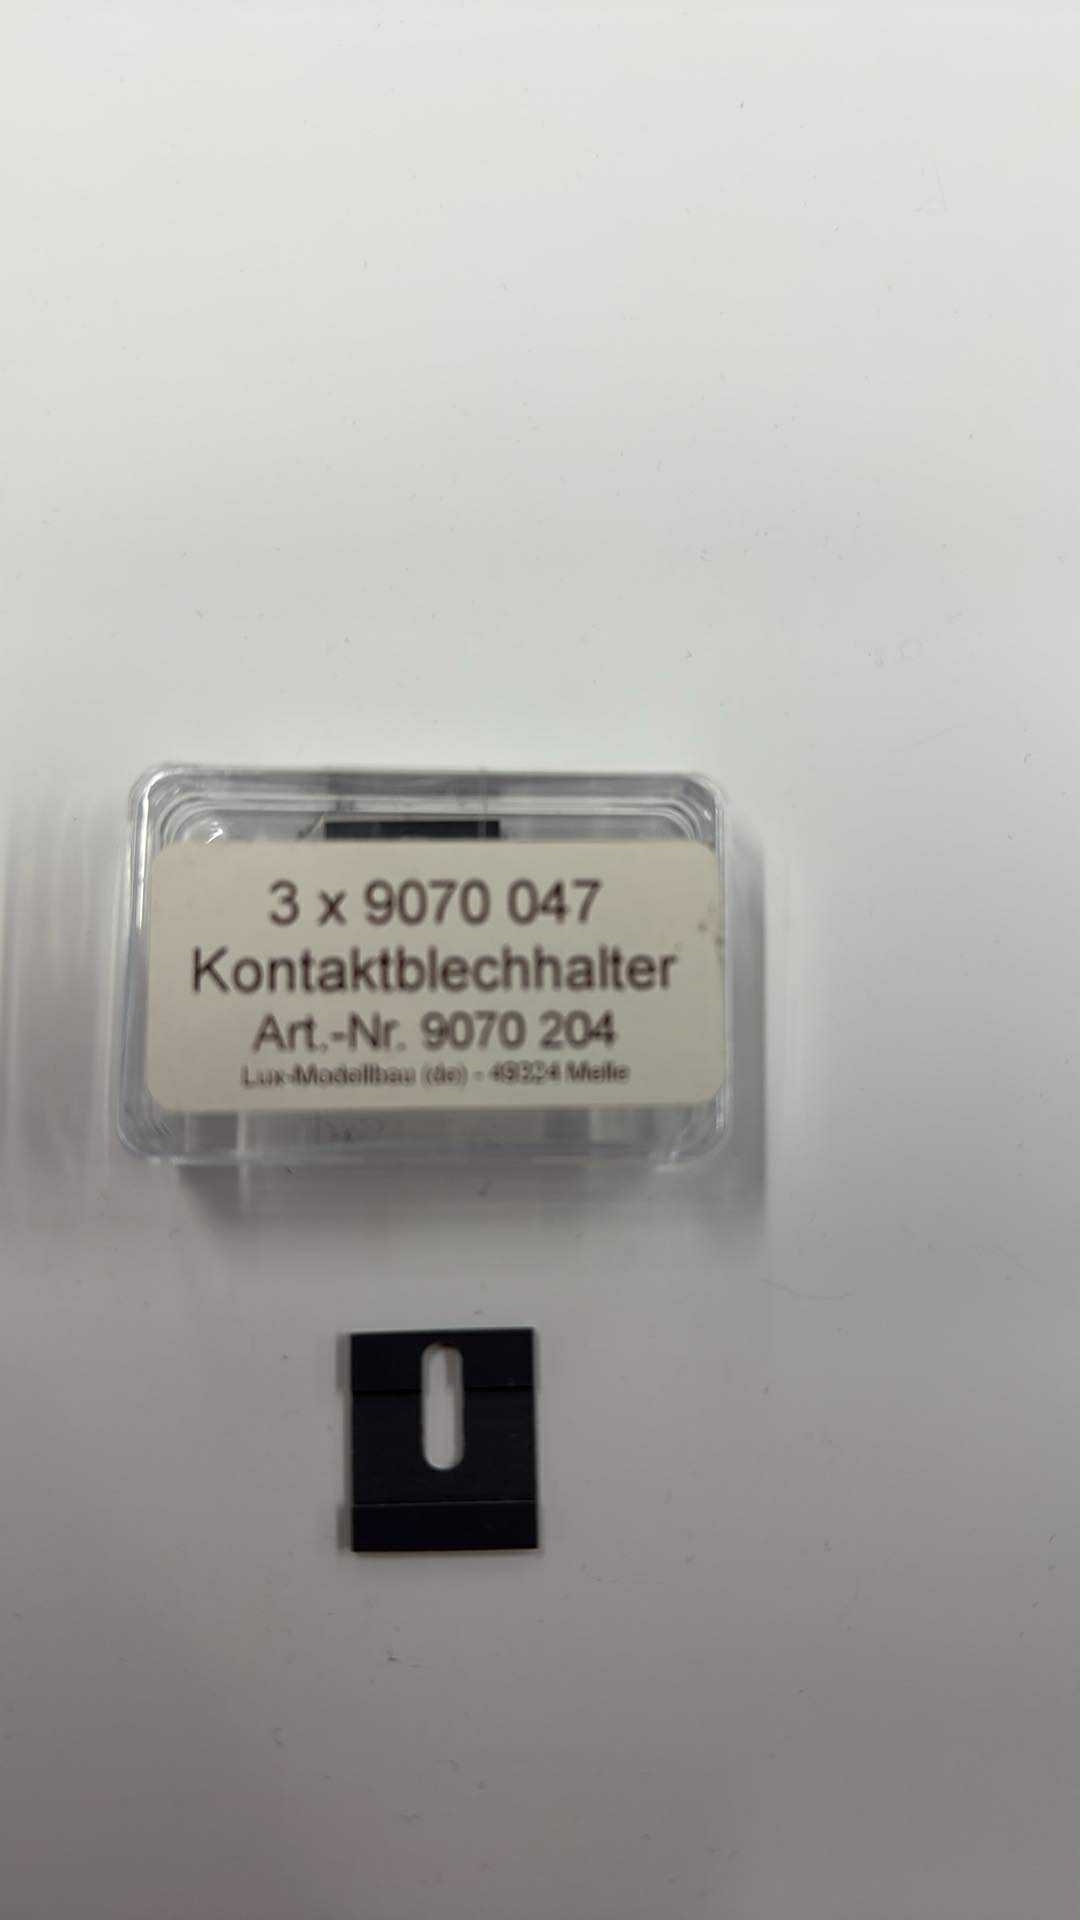 3 x 9070 047
Kontaktblechhalter
Art.-Nr. 9070 204
Lux-Modellbau (de) - 49324 Melle